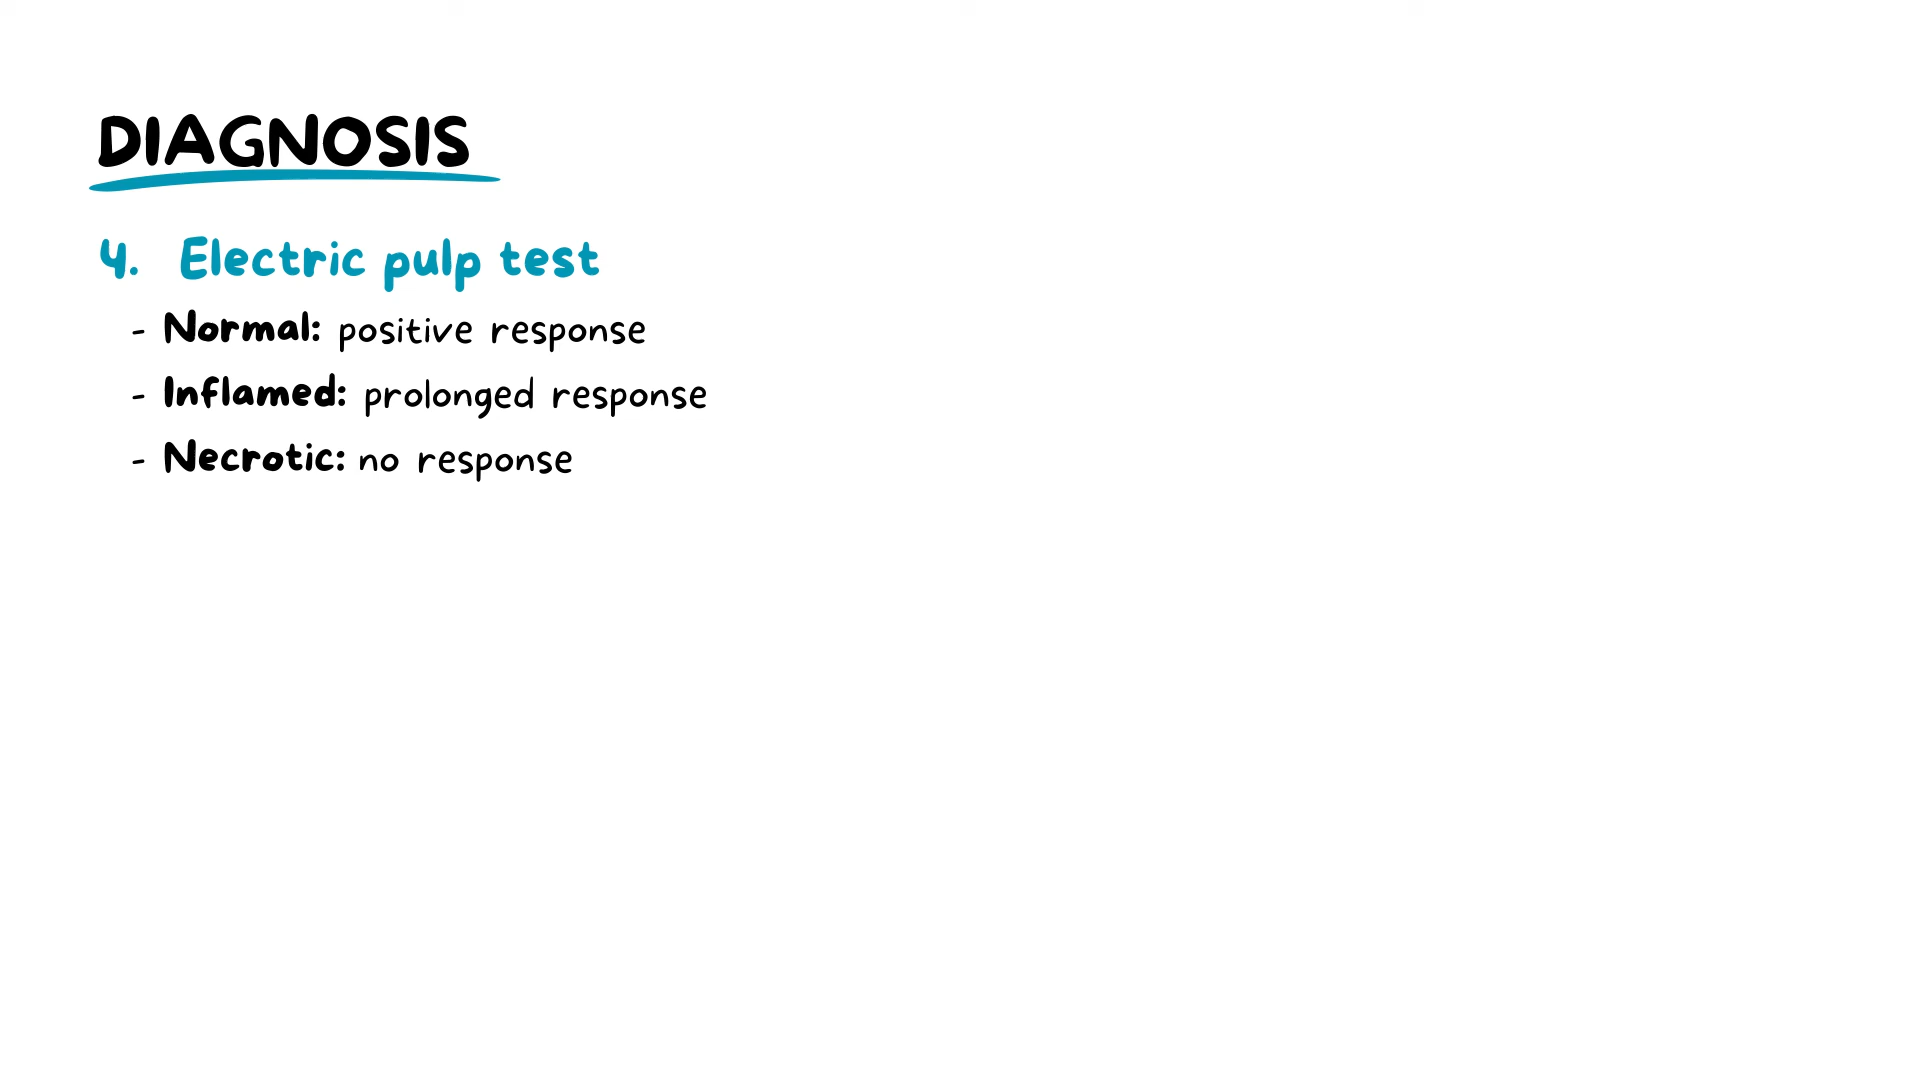 DIAGNOSIS
4. Electric pulp test
- Normal: positive response
- Inflamed: prolonged response
- Necrotic: no response